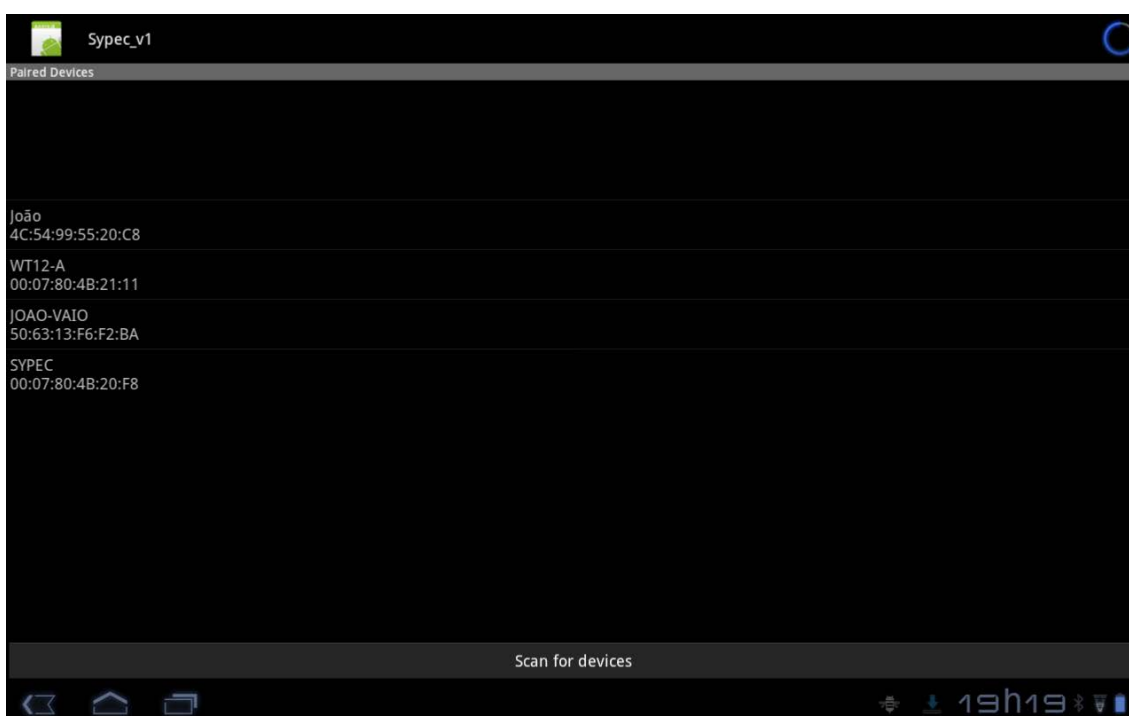 Sypec_v1
Paired Devices
João
4C:54:99:55:20:C8
WT12-A
00:07:80:4B:21:11
JOAO-VAIO
50:63:13:F6:F2:BA
SYPEC
00:07:80:4B:20:F8
Scan for devices
19h19